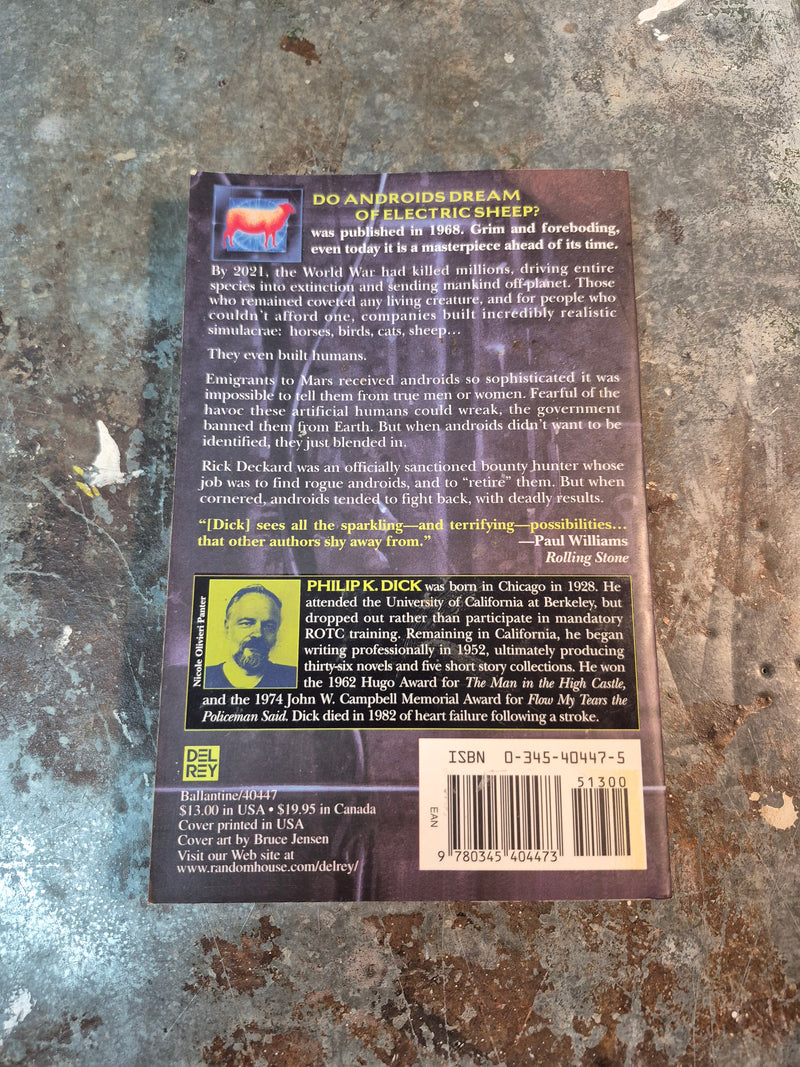 DO ANDROIDS DREAM
OF ELECTRIC SHEEP?
was published in 1968. Grim and foreboding,
even today it is a masterpiece ahead of its time.
By 2021, the World War had killed millions, driving entire
species into extinction and sending mankind off-planet. Those
who remained coveted any living creature, and for people who
couldn't afford one, companies built incredibly realistic
simulacrae: horses, birds, cats, sheep…
They even built humans.
Emigrants to Mars received androids so sophisticated it was
impossible to tell them from true men or women. Fearful of the
havoc these artificial humans could wreak, the government
banned them from Earth. But when androids didn't want to be
identified, they just blended in.
Rick Deckard was an officially sanctioned bounty hunter whose
job was to find rogue androids, and to “retire” them. But when
cornered, androids tended to fight back, with deadly results.
“[Dick] sees all the sparkling—and terrifying—possibilities…
that other authors shy away from.” —Paul Williams
Rolling Stone
Nicole Olivieri Panter
PHILIP K. DICK was born in Chicago in 1928. He
attended the University of California at Berkeley, but
dropped out rather than participate in mandatory
ROTC training. Remaining in California, he began
writing professionally in 1952, ultimately producing
thirty-six novels and five short story collections. He won
the 1962 Hugo Award for The Man in the High Castle,
and the 1974 John W. Campbell Memorial Award for Flow My Tears the
Policeman Said. Dick died in 1982 of heart failure following a stroke.
DEL
REY
Ballantine/40447
$13.00 in USA • $19.95 in Canada
Cover printed in USA
Cover art by Bruce Jensen
Visit our Web site at
www.randomhouse.com/delrey/
ISBN 0-345-40447-5
51300
EAN
9 780345 404473